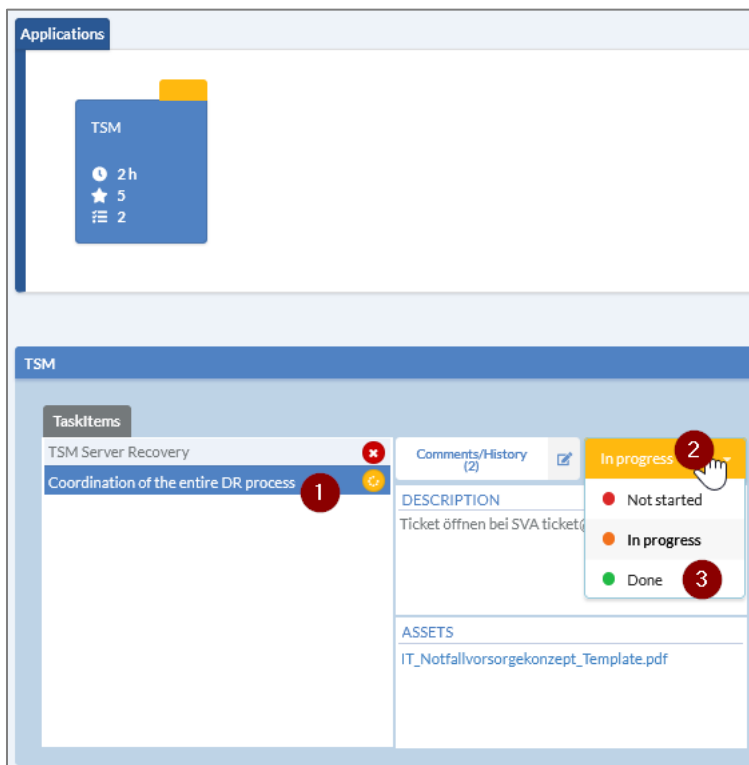 Applications
TSM
2 h
5
2
TSM
TaskItems
TSM Server Recovery
Coordination of the entire DR process
1
Comments/History
(2)
In progress
2
Not started
In progress
Done
3
DESCRIPTION
Ticket öffnen bei SVA ticket@
ASSETS
IT_Notfallvorsorgekonzept_Template.pdf